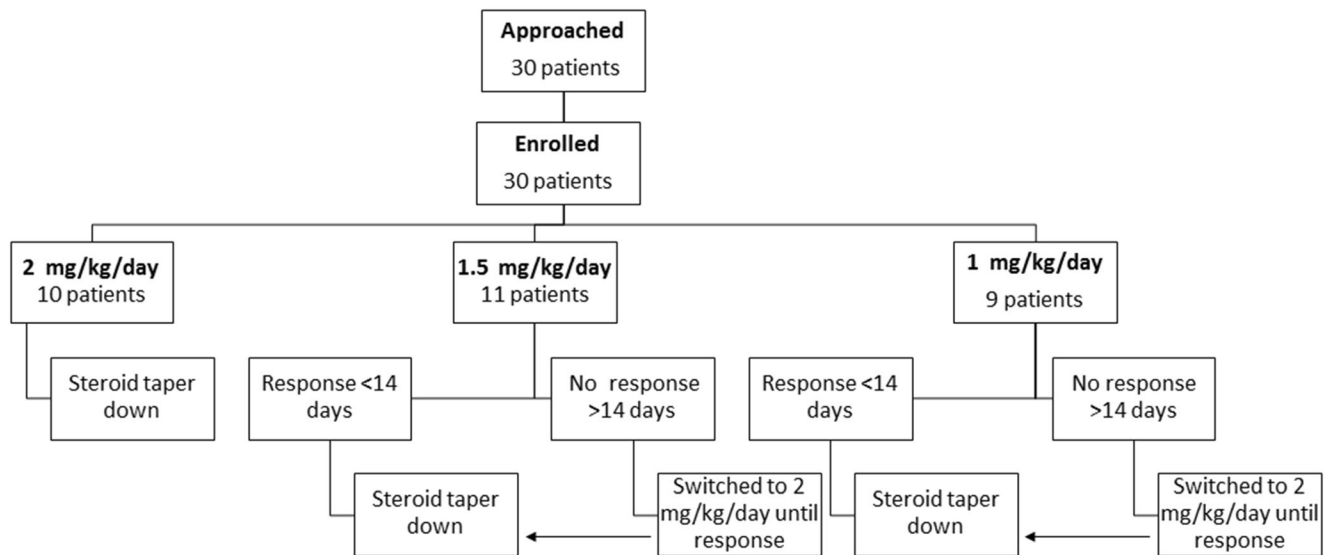 Approached
30 patients
Enrolled
30 patients
2 mg/kg/day
10 patients
1.5 mg/kg/day
11 patients
1 mg/kg/day
9 patients
Steroid taper
down
Response <14
days
No response
>14 days
Response <14
days
No response
>14 days
Steroid taper
down
Switched to 2
mg/kg/day until
response
Steroid taper
down
Switched to 2
mg/kg/day until
response